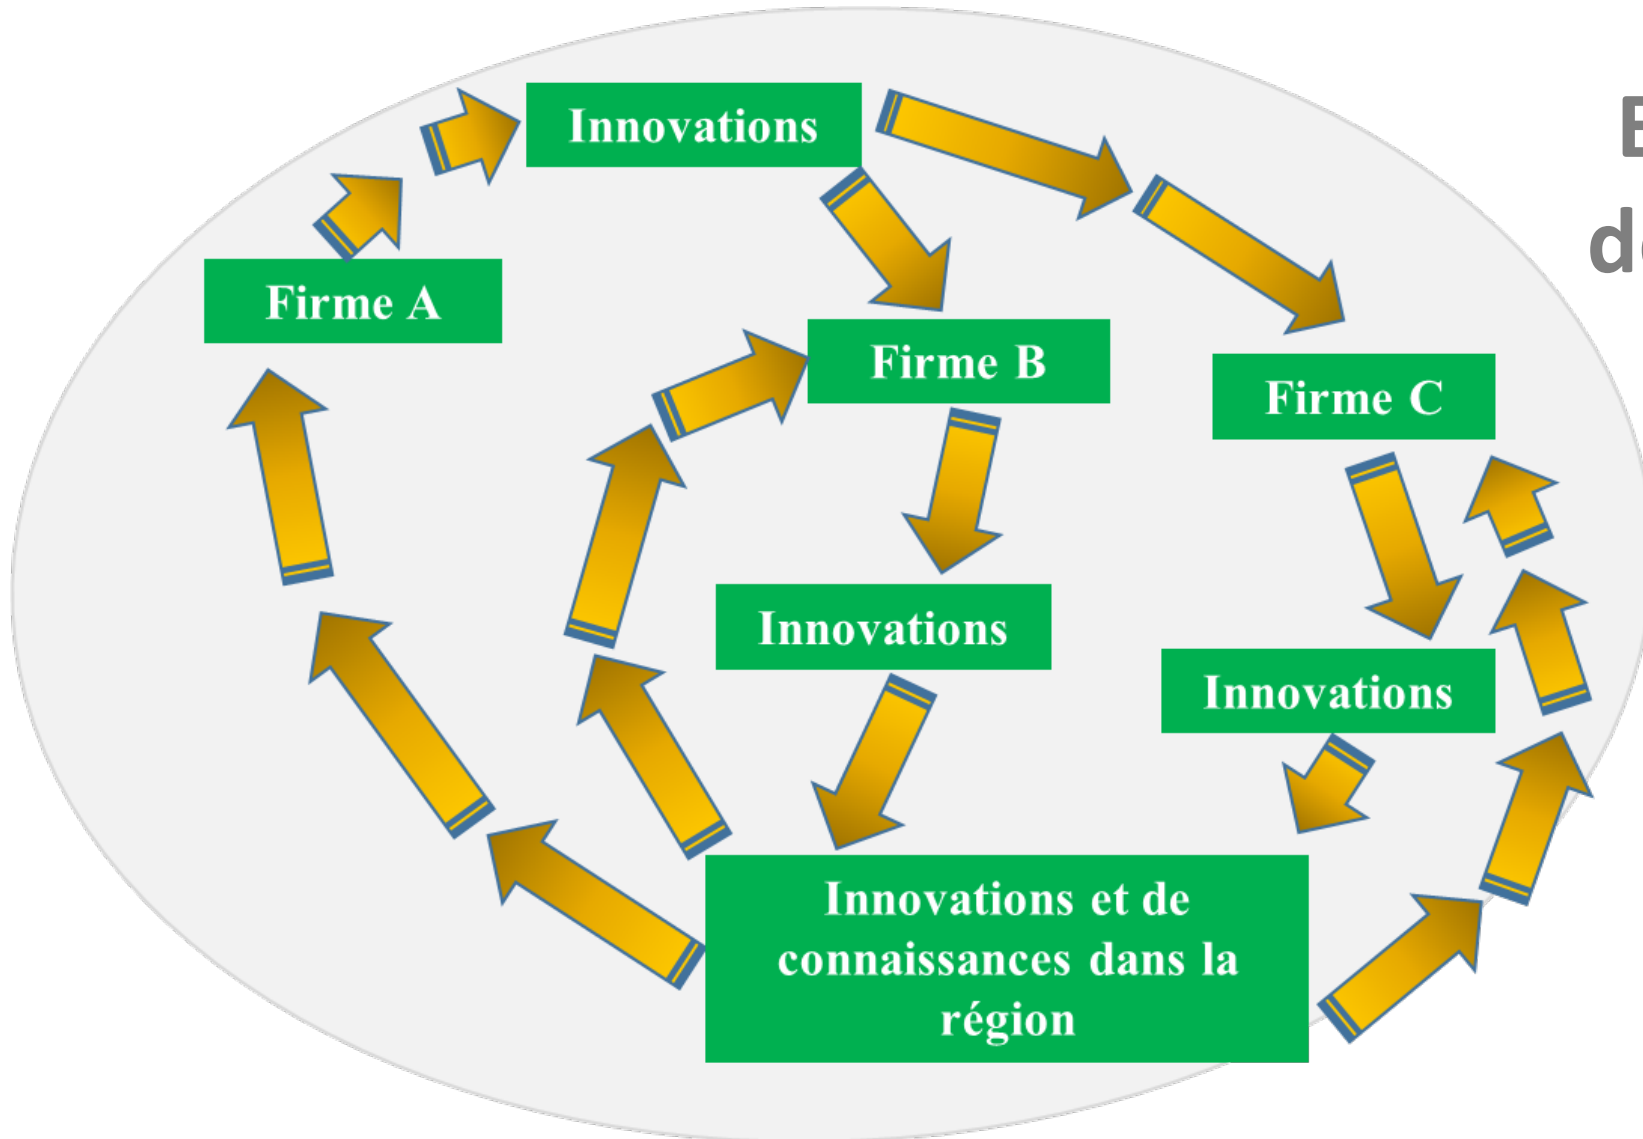 Innovations
Firme A
Firme B
Firme C
Innovations
Innovations
Innovations et de
connaissances dans la
région